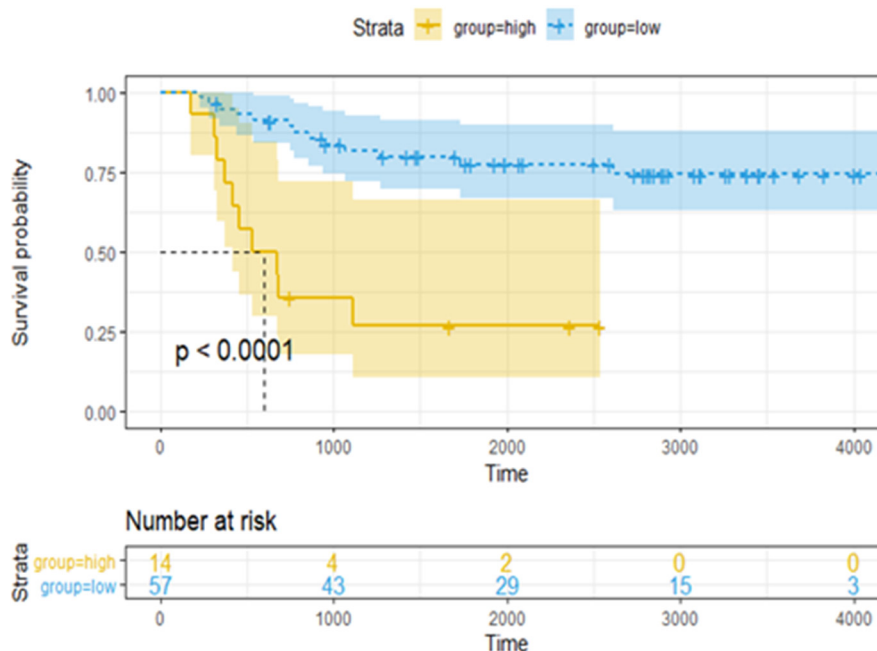 Strata group=high group=low
Survival probability
1.00
0.75
0.50
0.25
0.00
p < 0.0001
0 1000 2000 3000 4000
Time
Number at risk
Strata
group=high 14 4 2 0 0
group=low 57 43 29 15 3
0 1000 2000 3000 4000
Time